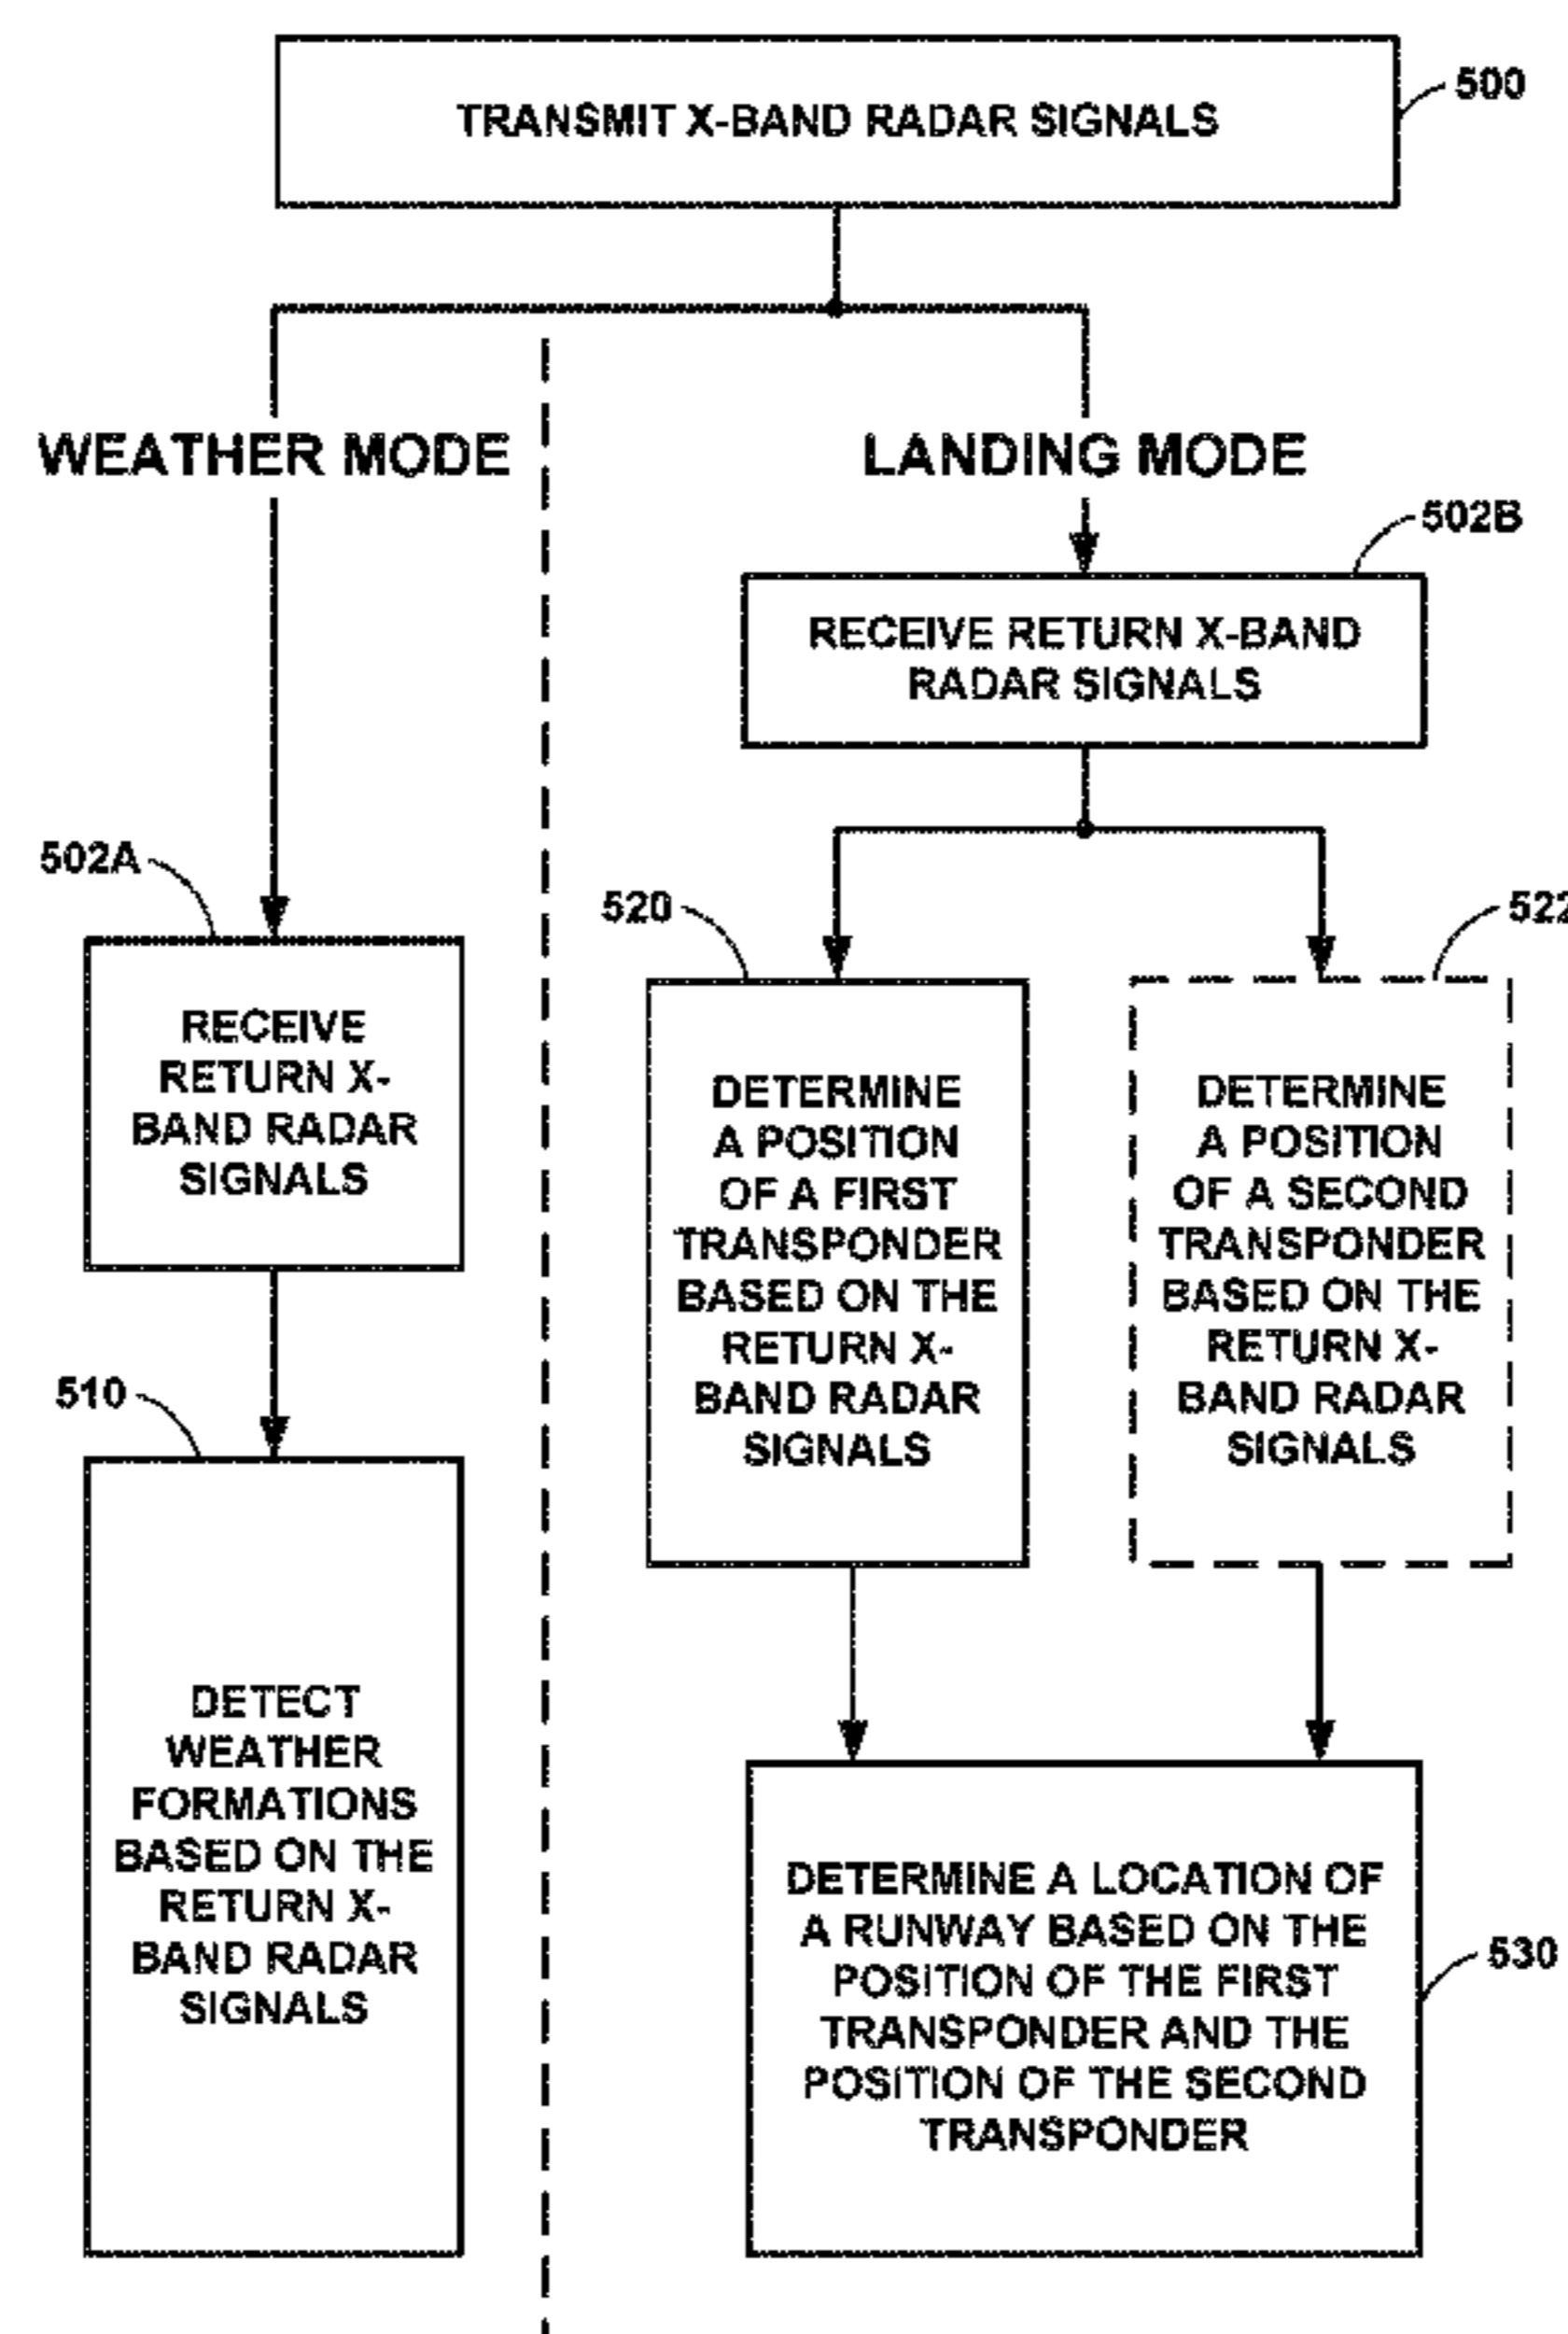 TRANSMIT X-BAND RADAR SIGNALS
500
WEATHER MODE
LANDING MODE
502B
RECEIVE RETURN X-BAND
RADAR SIGNALS
502A
RECEIVE
RETURN X-
BAND RADAR
SIGNALS
510
DETECT
WEATHER
FORMATIONS
BASED ON THE
RETURN X-
BAND RADAR
SIGNALS
520
DETERMINE
A POSITION
OF A FIRST
TRANSPONDER
BASED ON THE
RETURN X-
BAND RADAR
SIGNALS
522
DETERMINE
A POSITION
OF A SECOND
TRANSPONDER
BASED ON THE
RETURN X-
BAND RADAR
SIGNALS
DETERMINE A LOCATION OF
A RUNWAY BASED ON THE
POSITION OF THE FIRST
TRANSPONDER AND THE
POSITION OF THE SECOND
TRANSPONDER
530